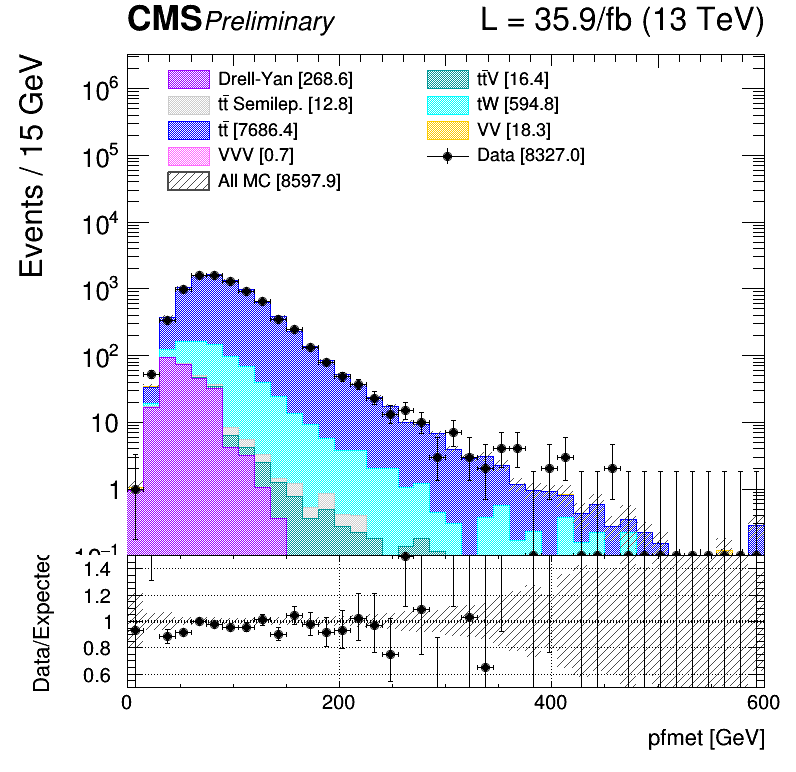 CMS Preliminary L = 35.9/fb (13 TeV)
Events / 15 GeV
Drell-Yan [268.6]
tt̄ Semilep. [12.8]
tt̄ [7686.4]
VVV [0.7]
All MC [8597.9]
tt̄V [16.4]
tW [594.8]
VV [18.3]
Data [8327.0]
10⁶
10⁵
10⁴
10³
10²
10
1
10⁻¹
Data/Expected
1.4
1.2
1
0.8
0.6
0 200 400 600
pfmet [GeV]